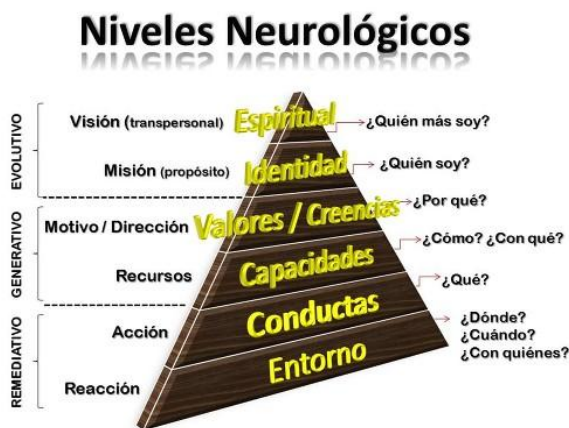 Niveles Neurológicos
EVOLUTIVO
Visión (transpersonal)
Espiritual
¿Quién más soy?
Misión (propósito)
Identidad
¿Quién soy?
GENERATIVO
Motivo / Dirección
Valores / Creencias
¿Por qué?
Recursos
Capacidades
¿Cómo? ¿Con qué?
REMEDIATIVO
Acción
Conductas
¿Qué?
Reacción
Entorno
¿Dónde?
¿Cuándo?
¿Con quiénes?